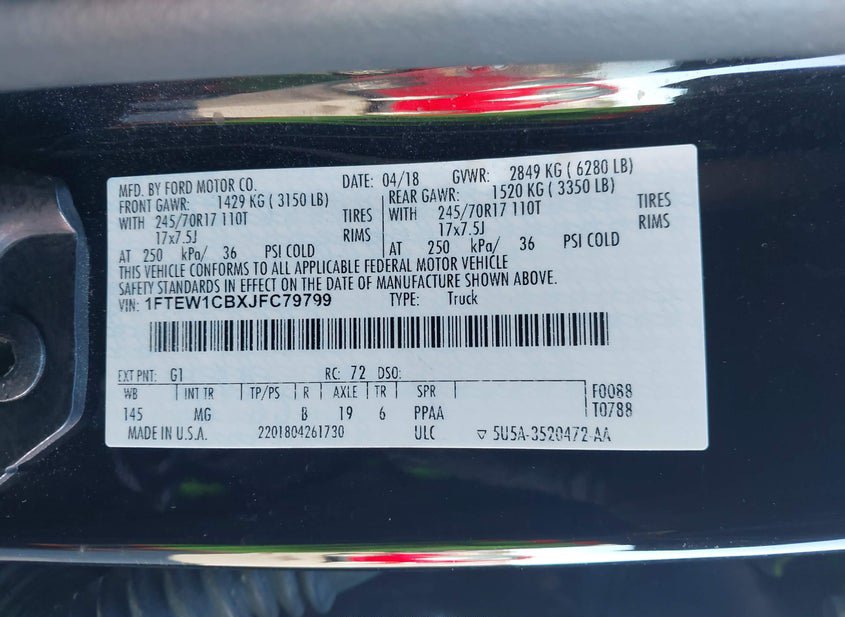 MFD. BY FORD MOTOR CO. DATE: 04/18 GVWR: 2849 KG ( 6280 LB)
FRONT GAWR: 1429 KG ( 3150 LB) REAR GAWR: 1520 KG ( 3350 LB)
WITH 245/70R17 110T TIRES WITH 245/70R17 110T TIRES
17x7.5J RIMS 17x7.5J RIMS
AT 250 kPa/ 36 PSI COLD AT 250 kPa/ 36 PSI COLD
THIS VEHICLE CONFORMS TO ALL APPLICABLE FEDERAL MOTOR VEHICLE
SAFETY STANDARDS IN EFFECT ON THE DATE OF MANUFACTURE SHOWN ABOVE.
VIN: 1FTEW1CBXJFC79799 TYPE: Truck
EXT PNT: G1 RC: 72 DSO:
WB INT TR TP/PS R AXLE TR SPR F0088
145 MG B 19 6 PPAA T0788
MADE IN U.S.A. 2201804261730 ULC ▽ 5U5A-3520472-AA